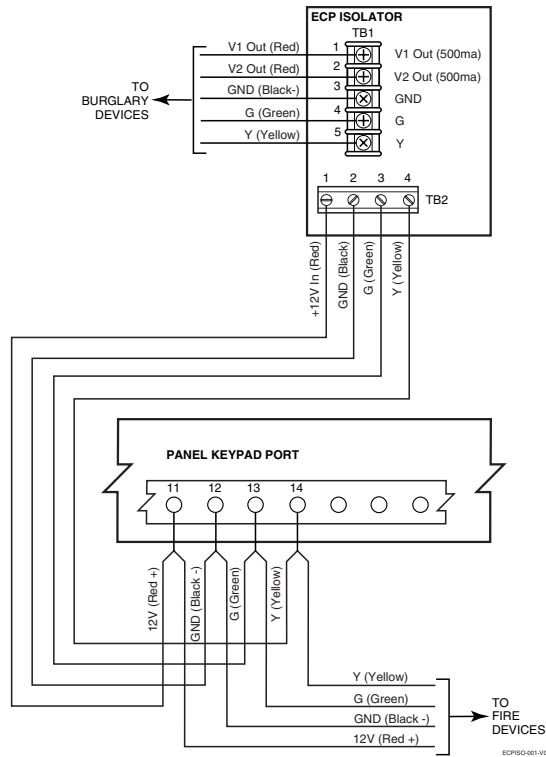 ECP ISOLATOR
TB1
V1 Out (Red) 1 V1 Out (500ma)
V2 Out (Red) 2 V2 Out (500ma)
GND (Black-) 3 GND
G (Green) 4 G
Y (Yellow) 5 Y
TO
BURGLARY
DEVICES
1 2 3 4
TB2
+12V In (Red)
GND (Black)
G (Green)
Y (Yellow)
PANEL KEYPAD PORT
11 12 13 14
12V (Red +)
GND (Black -)
G (Green)
Y (Yellow)
Y (Yellow)
G (Green)
GND (Black -)
12V (Red +)
TO
FIRE
DEVICES